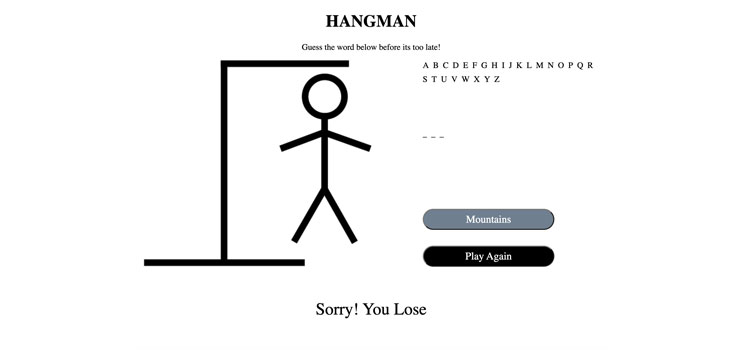 HANGMAN
Guess the word below before its too late!
A B C D E F G H I J K L M N O P Q R
S T U V W X Y Z
_ _ _
Mountains
Play Again
Sorry! You Lose